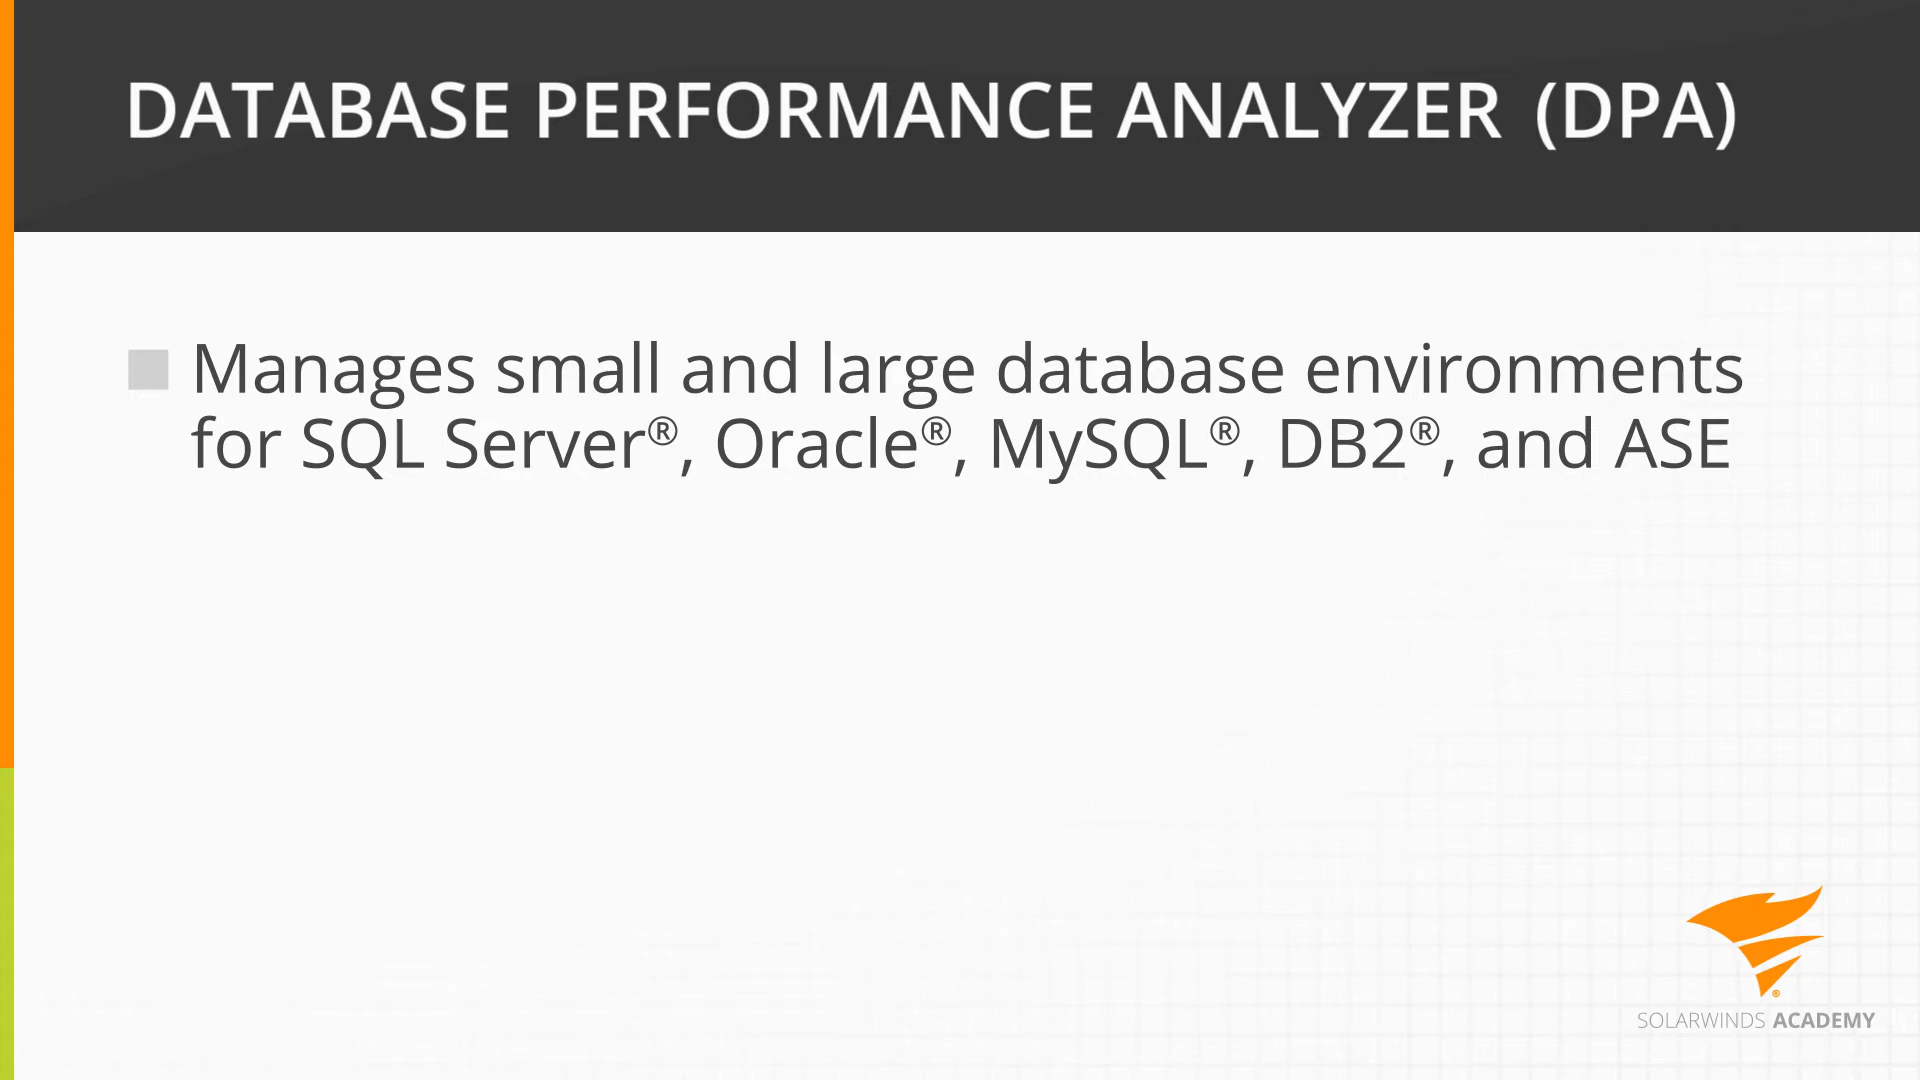 DATABASE PERFORMANCE ANALYZER (DPA)
Manages small and large database environments
for SQL Server®, Oracle®, MySQL®, DB2®, and ASE
®
SOLARWINDS ACADEMY